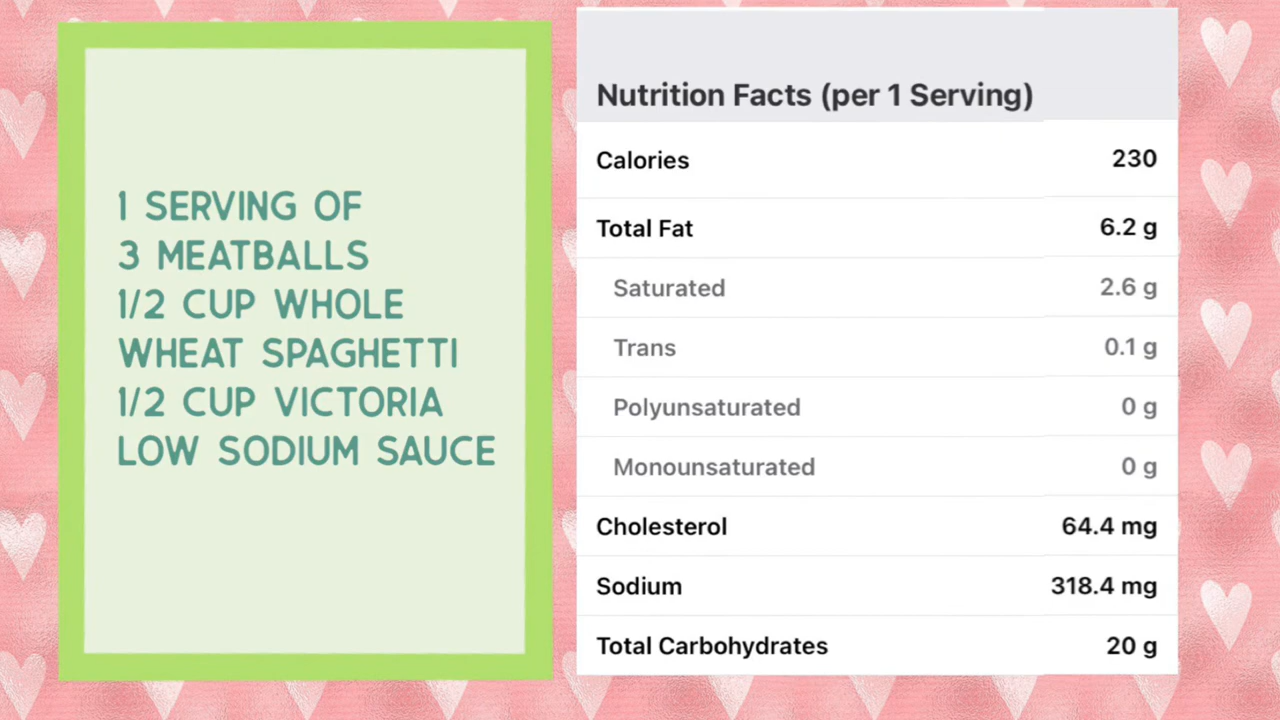 1 SERVING OF
3 MEATBALLS
1/2 CUP WHOLE
WHEAT SPAGHETTI
1/2 CUP VICTORIA
LOW SODIUM SAUCE
Nutrition Facts (per 1 Serving)
Calories 230
Total Fat 6.2 g
Saturated 2.6 g
Trans 0.1 g
Polyunsaturated 0 g
Monounsaturated 0 g
Cholesterol 64.4 mg
Sodium 318.4 mg
Total Carbohydrates 20 g